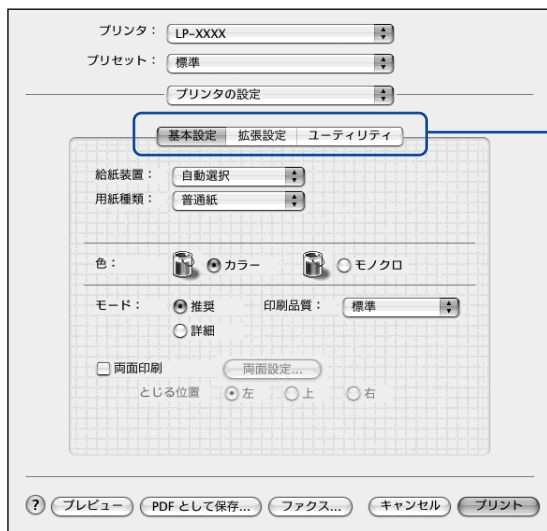 プリンタ： LP-XXXX
プリセット： 標準
プリンタの設定
基本設定 拡張設定 ユーティリティ
給紙装置： 自動選択
用紙種類： 普通紙
色： カラー モノクロ
モード： 推奨 印刷品質： 標準
詳細
両面印刷 両面設定...
とじる位置 左 上 右
? プレビュー PDF として保存... ファクス... キャンセル プリント